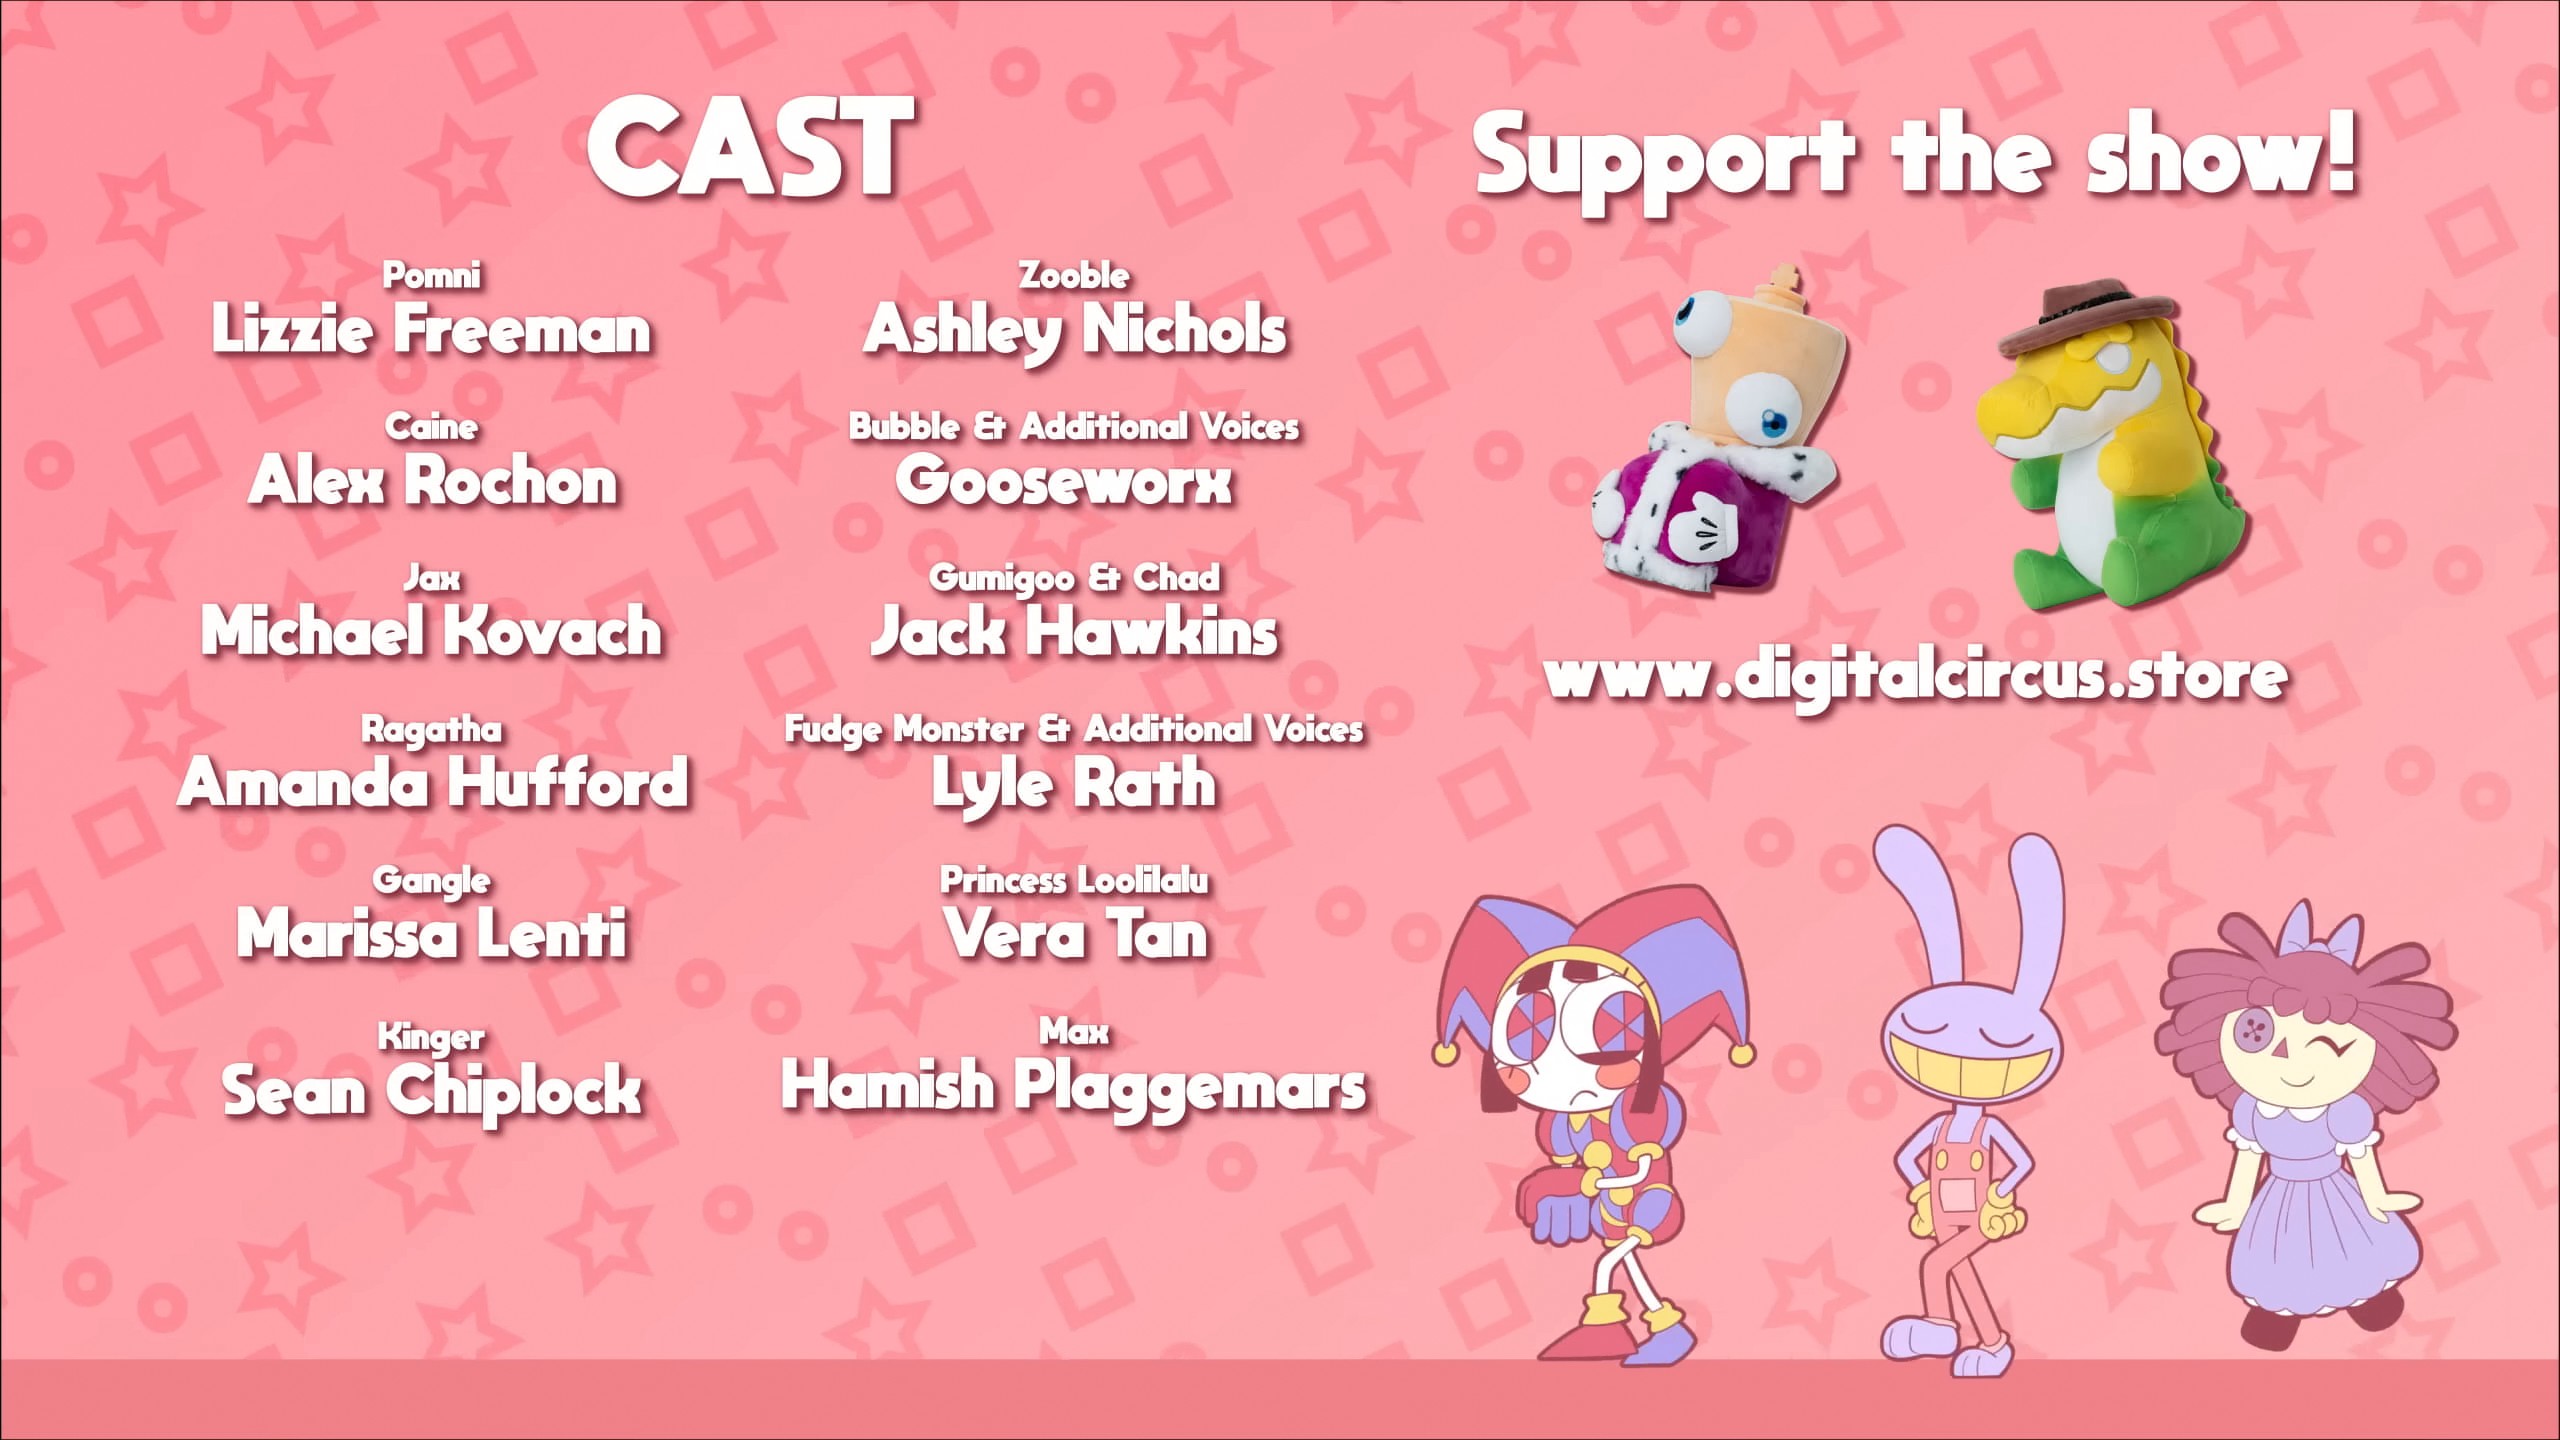 CAST
Pomni
Lizzie Freeman
Caine
Alex Rochon
Jax
Michael Kovach
Ragatha
Amanda Hufford
Gangle
Marissa Lenti
Kinger
Sean Chiplock
Zooble
Ashley Nichols
Bubble & Additional Voices
Gooseworx
Gumigoo & Chad
Jack Hawkins
Fudge Monster & Additional Voices
Lyle Rath
Princess Loolilalu
Vera Tan
Max
Hamish Plaggemars
Support the show!
www.digitalcircus.store